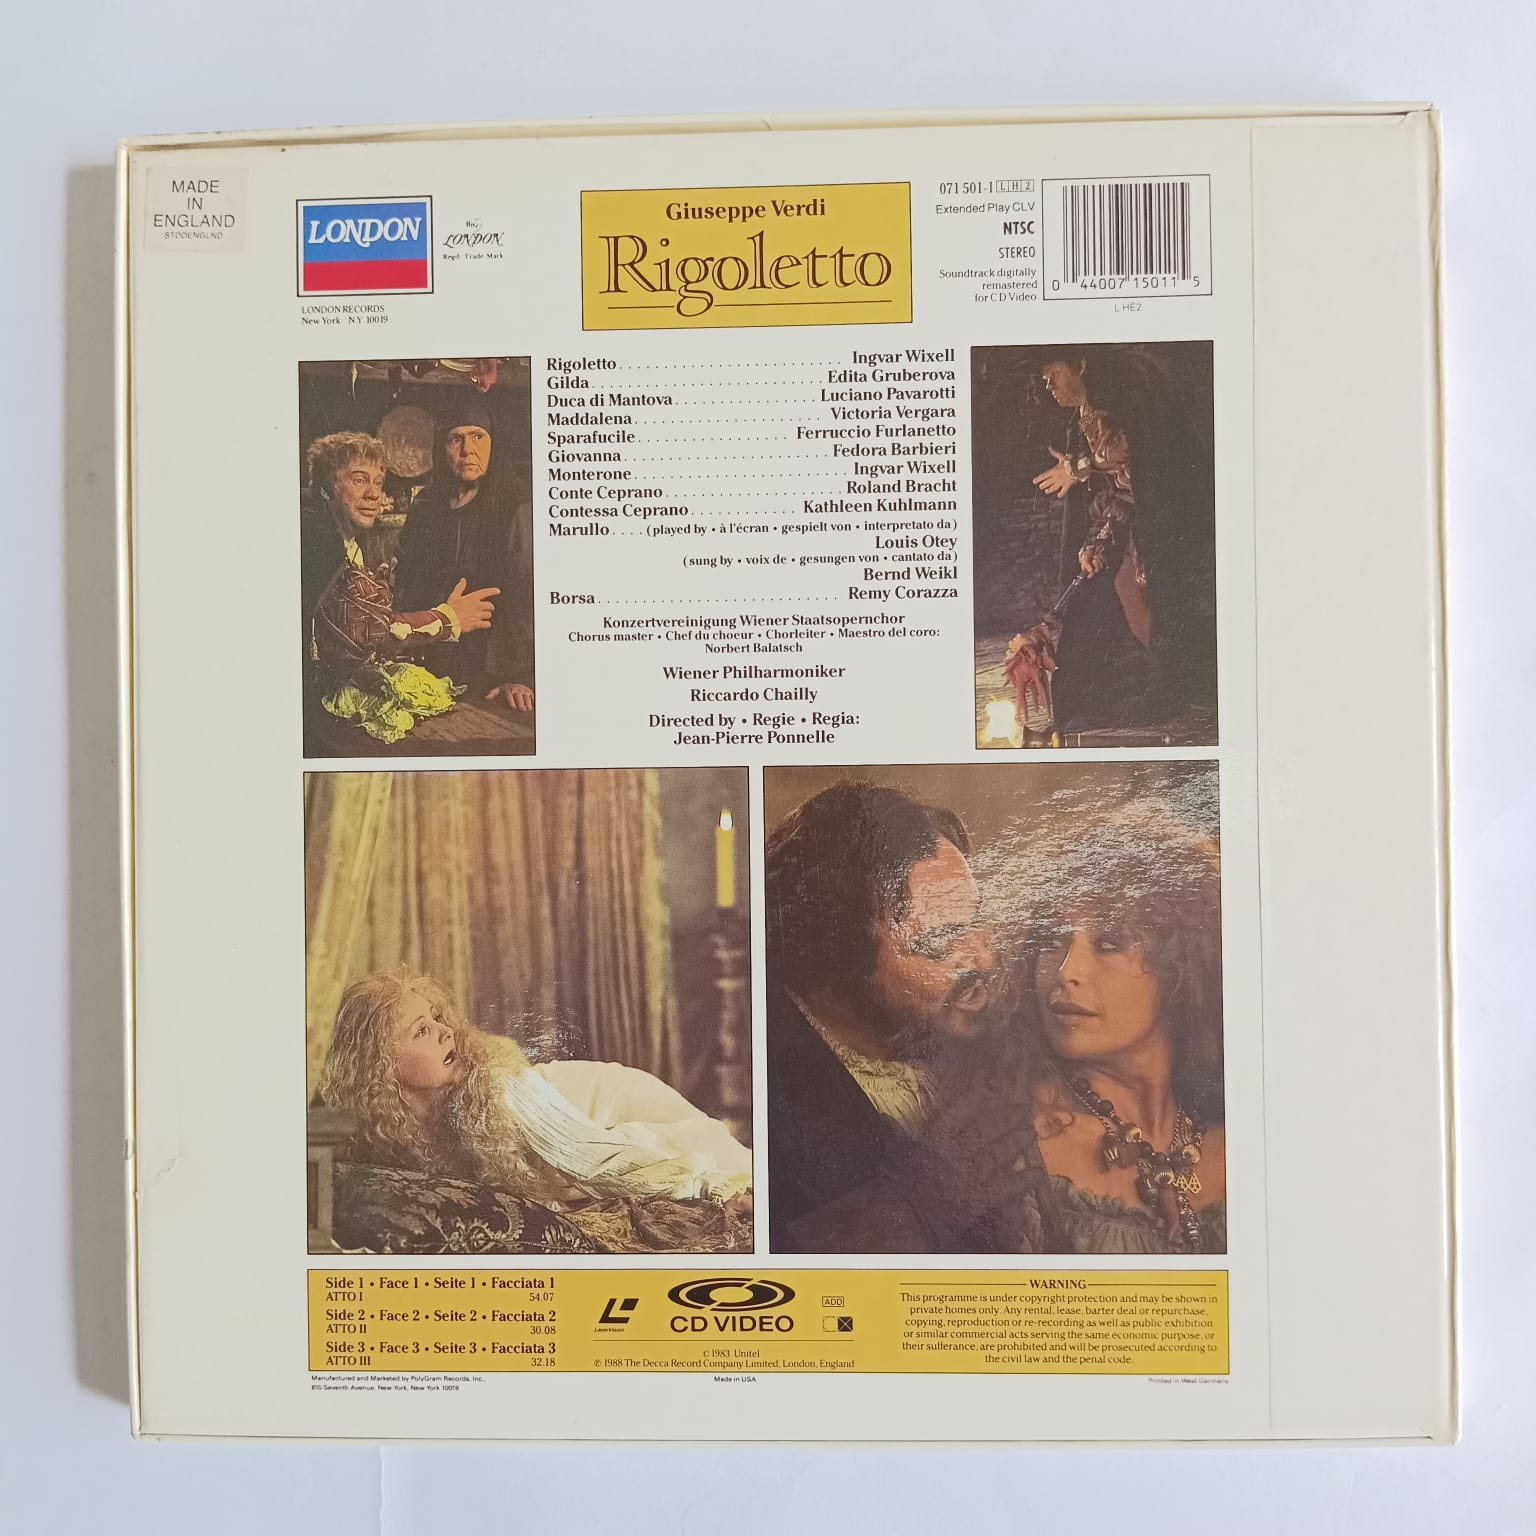 MADE
IN
ENGLAND
STDDENGLND
LONDON
LONDON
Regd. Trade Mark
LONDON RECORDS
New York NY 10019
Giuseppe Verdi
Rigoletto
071 501-1 LH2
Extended Play CLV
NTSC
STEREO
Soundtrack digitally
remastered
for CD Video
0 44007 15011 5
L HE2
Rigoletto . . . . . . . . . . . . . . . . . . . . . . . . . Ingvar Wixell
Gilda . . . . . . . . . . . . . . . . . . . . . . . . . . Edita Gruberova
Duca di Mantova . . . . . . . . . . . . . . . . Luciano Pavarotti
Maddalena . . . . . . . . . . . . . . . . . . . . . Victoria Vergara
Sparafucile . . . . . . . . . . . . . . . . . Ferruccio Furlanetto
Giovanna . . . . . . . . . . . . . . . . . . . . . . . Fedora Barbieri
Monterone . . . . . . . . . . . . . . . . . . . . . . . . Ingvar Wixell
Conte Ceprano . . . . . . . . . . . . . . . . . . . . Roland Bracht
Contessa Ceprano . . . . . . . . . . . . Kathleen Kuhlmann
Marullo . . . . (played by • à l'écran • gespielt von • interpretato da)
Louis Otey
(sung by • voix de • gesungen von • cantato da)
Bernd Weikl
Borsa . . . . . . . . . . . . . . . . . . . . . . . . . . . Remy Corazza
Konzertvereinigung Wiener Staatsopernchor
Chorus master • Chef du choeur • Chorleiter • Maestro del coro:
Norbert Balatsch
Wiener Philharmoniker
Riccardo Chailly
Directed by • Regie • Regia:
Jean-Pierre Ponnelle
Side 1 • Face 1 • Seite 1 • Facciata 1
ATTO I 54.07
Side 2 • Face 2 • Seite 2 • Facciata 2
ATTO II 30.08
Side 3 • Face 3 • Seite 3 • Facciata 3
ATTO III 32.18
LaserVision
CD VIDEO
ADD
© 1983 Unitel
℗ 1988 The Decca Record Company Limited, London, England
WARNING
This programme is under copyright protection and may be shown in
private homes only. Any rental, lease, barter deal or repurchase,
copying, reproduction or re-recording as well as public exhibition
or similar commercial acts serving the same economic purpose, or
their sufferance, are prohibited and will be prosecuted according to
the civil law and the penal code.
Manufactured and Marketed by PolyGram Records, Inc.,
810 Seventh Avenue, New York, New York 10019
Made in USA
Printed in West Germany